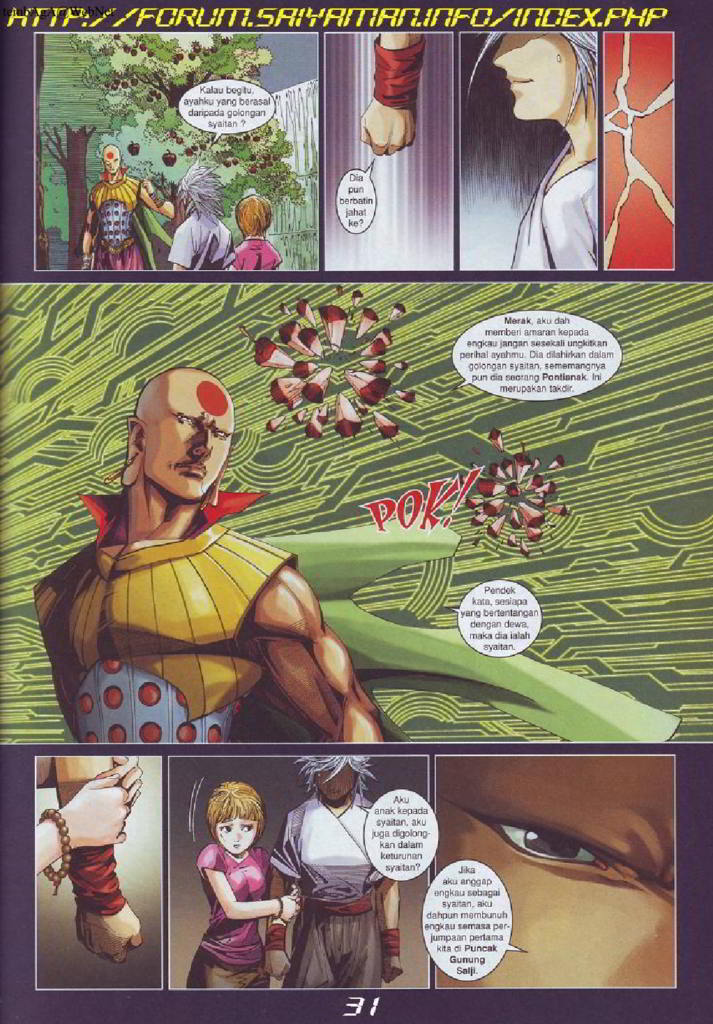 HTTP://FORUM.SAIYAMAN.INFO/INDEX.PHP
Kalau begitu,
ayahku yang berasal
daripada golongan
syaitan ?
Dia
pun
berbatin
jahat
ke?
Merak, aku dah
memberi amaran kepada
engkau jangan sesekali ungkitkan
perihal ayahmu. Dia dilahirkan dalam
golongan syaitan, sememangnya
pun dia seorang Pontianak. Ini
merupakan takdir.
POK!
Pendek
kata, sesiapa
yang bertentangan
dengan dewa,
maka dia ialah
syaitan.
Aku
anak kepada
syaitan, aku
juga digolong-
kan dalam
keturunan
syaitan?
Jika
aku anggap
engkau sebagai
syaitan, aku
dahpun membunuh
engkau semasa per-
jumpaan pertama
kita di Puncak
Gunung
Salji.
31